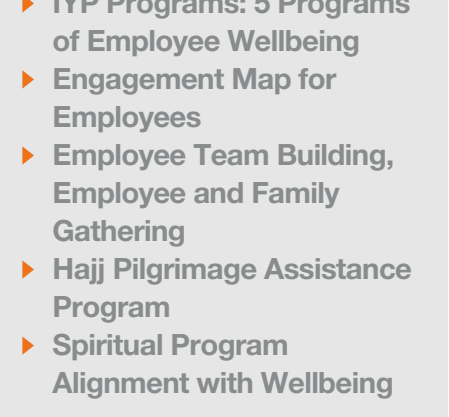 IYP Programs: 5 Programs
of Employee Wellbeing
Engagement Map for
Employees
Employee Team Building,
Employee and Family
Gathering
Hajj Pilgrimage Assistance
Program
Spiritual Program
Alignment with Wellbeing